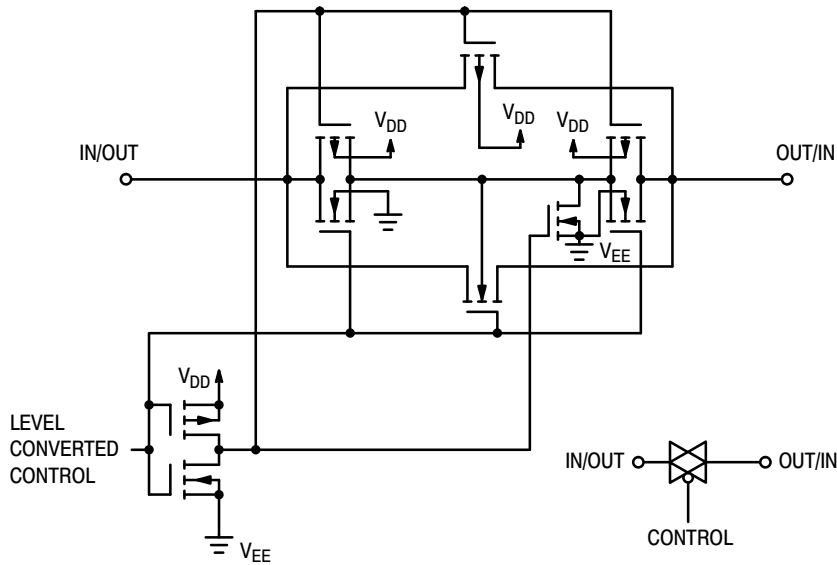 V_DD
V_DD
V_DD
IN/OUT
OUT/IN
V_EE
V_DD
LEVEL
CONVERTED
CONTROL
IN/OUT
OUT/IN
V_EE
CONTROL